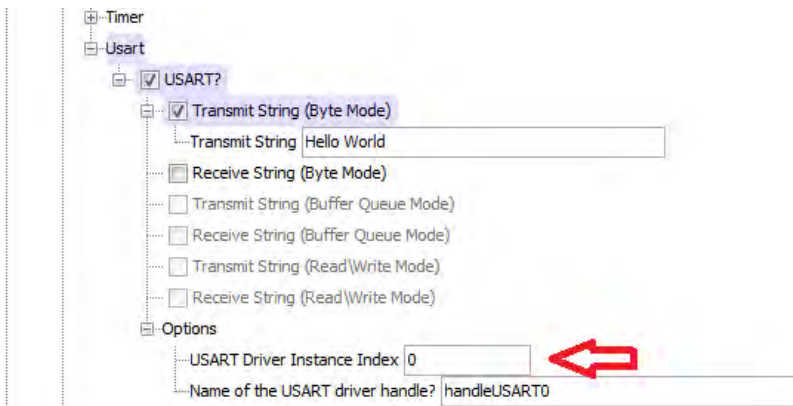 Timer
Usart
USART?
Transmit String (Byte Mode)
Transmit String Hello World
Receive String (Byte Mode)
Transmit String (Buffer Queue Mode)
Receive String (Buffer Queue Mode)
Transmit String (Read\Write Mode)
Receive String (Read\Write Mode)
Options
USART Driver Instance Index 0
Name of the USART driver handle? handleUSART0